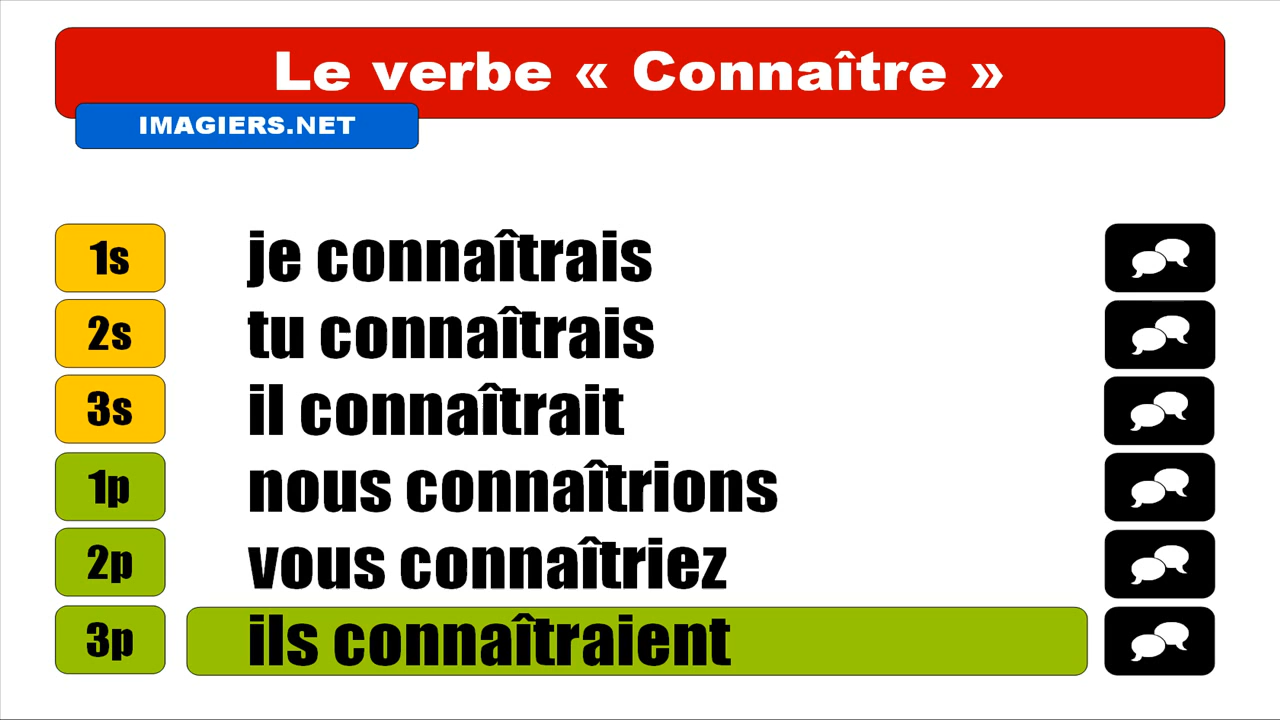 Le verbe « Connaître »
IMAGIERS.NET
1s je connaîtrais
2s tu connaîtrais
3s il connaîtrait
1p nous connaîtrions
2p vous connaîtriez
3p ils connaîtraient